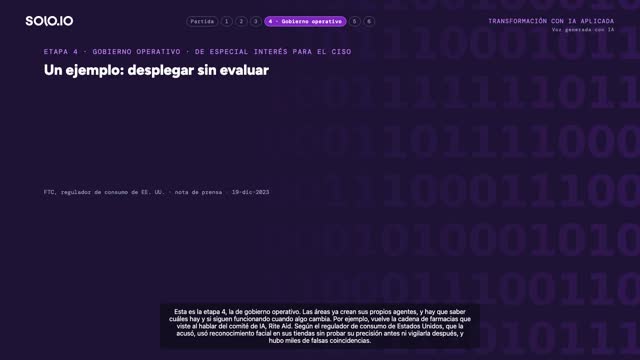 SOLO.IO
Partida 1 2 3 4 · Gobierno operativo 5 6
TRANSFORMACIÓN CON IA APLICADA
Voz generada con IA
ETAPA 4 · GOBIERNO OPERATIVO · DE ESPECIAL INTERÉS PARA EL CISO
Un ejemplo: desplegar sin evaluar
FTC, regulador de consumo de EE. UU. · nota de prensa · 19-dic-2023
Esta es la etapa 4, la de gobierno operativo. Las áreas ya crean sus propios agentes, y hay que saber
cuáles hay y si siguen funcionando cuando algo cambia. Por ejemplo, vuelve la cadena de farmacias que
viste al hablar del comité de IA, Rite Aid. Según el regulador de consumo de Estados Unidos, que la
acusó, usó reconocimiento facial en sus tiendas sin probar su precisión antes ni vigilarla después, y
hubo miles de falsas coincidencias.